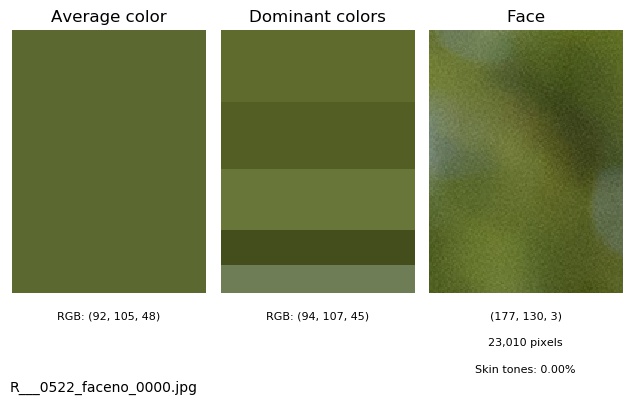 Average color
Dominant colors
Face
RGB: (92, 105, 48)
RGB: (94, 107, 45)
(177, 130, 3)
23,010 pixels
Skin tones: 0.00%
R___0522_faceno_0000.jpg